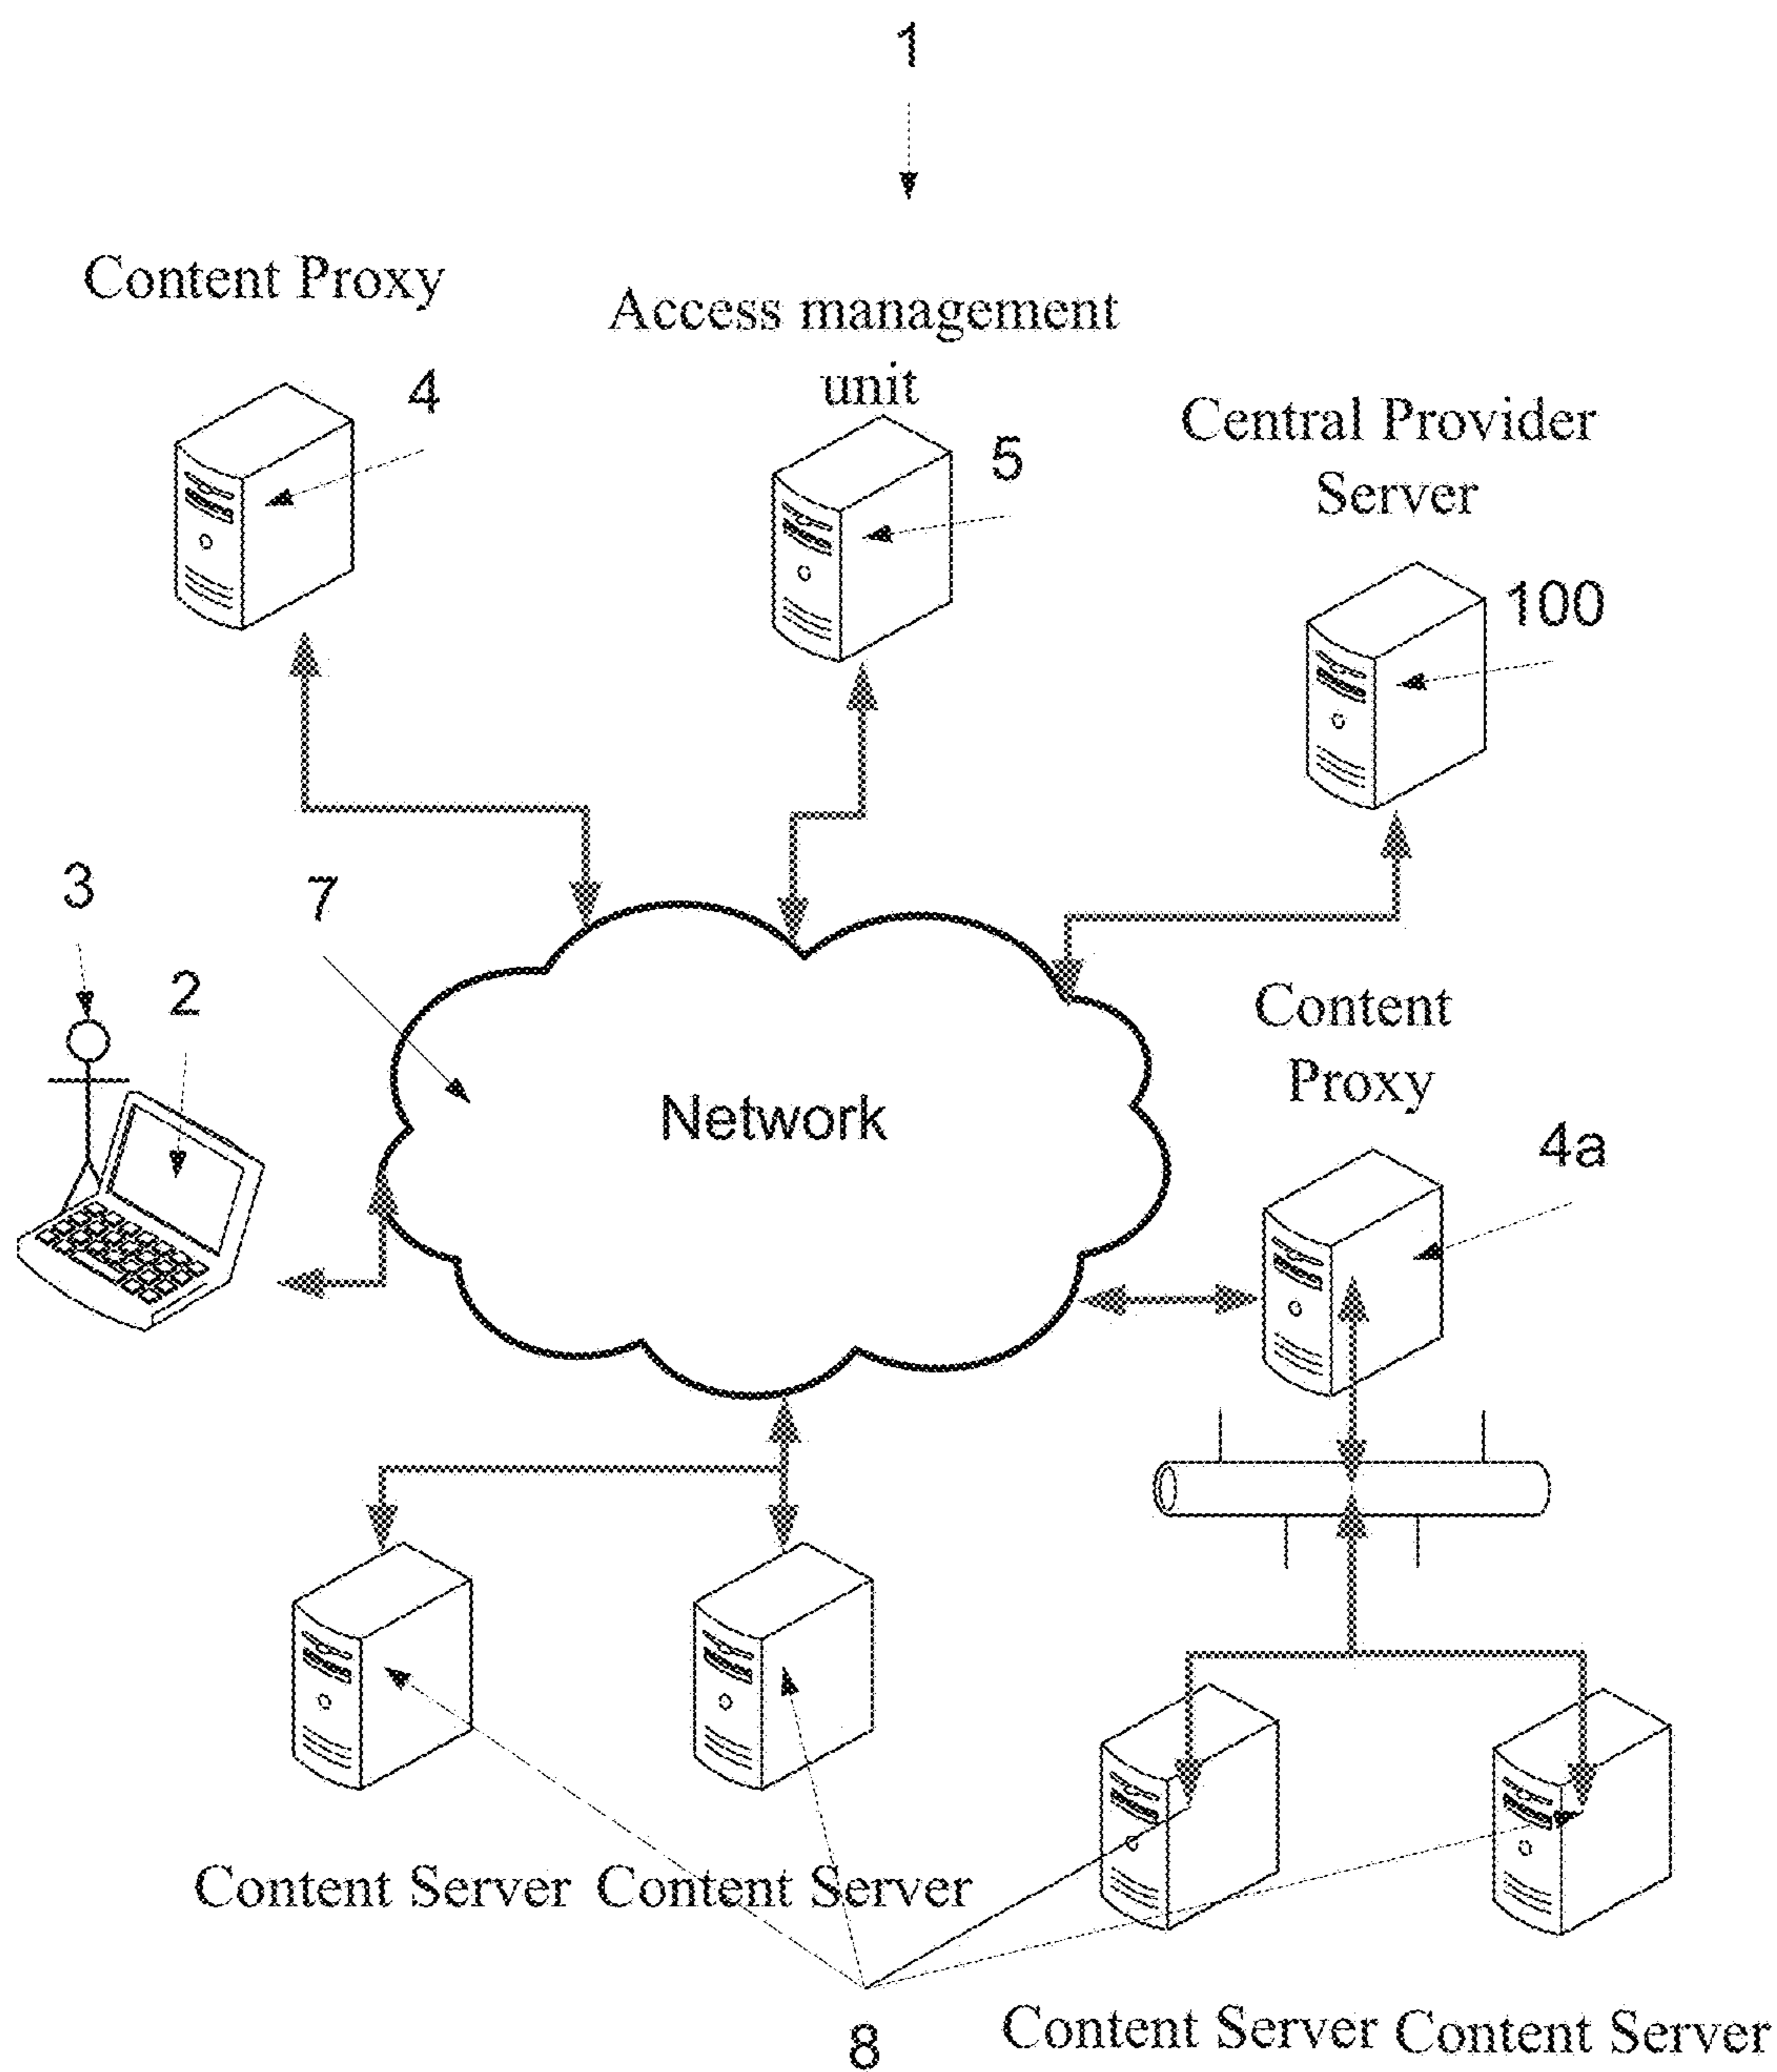 1
Content Proxy
Access management
unit
4
Central Provider
Server
5
100
3
7
2
Content
Proxy
Network
4a
Content Server Content Server
8
Content Server Content Server